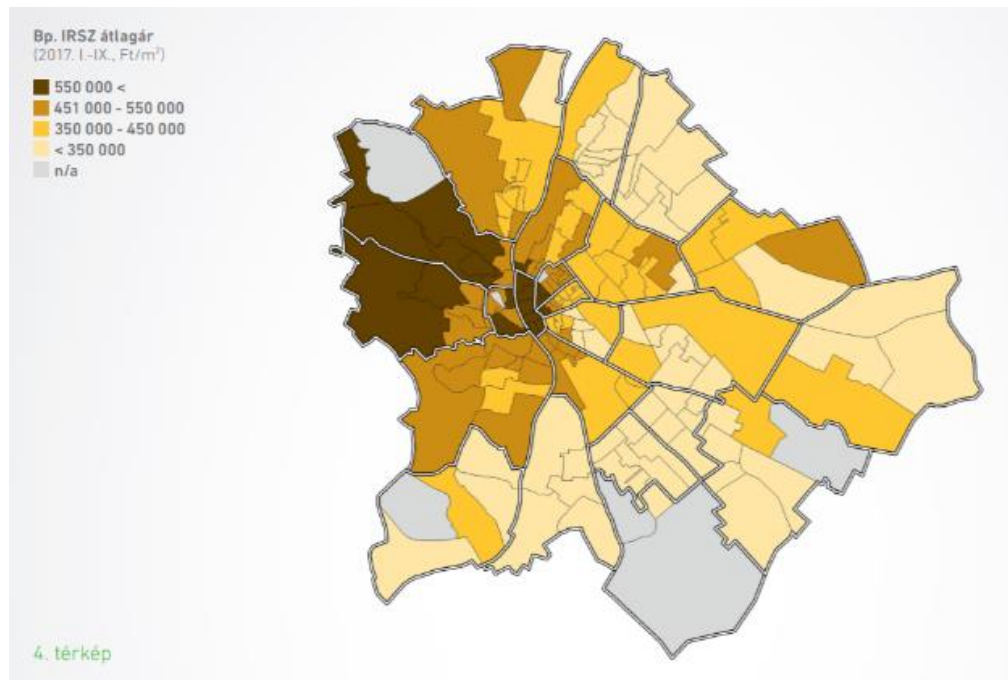 Bp. IRSZ átlagár
(2017. I.-IX., Ft/m²)
550 000 <
451 000 - 550 000
350 000 - 450 000
< 350 000
n/a
4. térkép